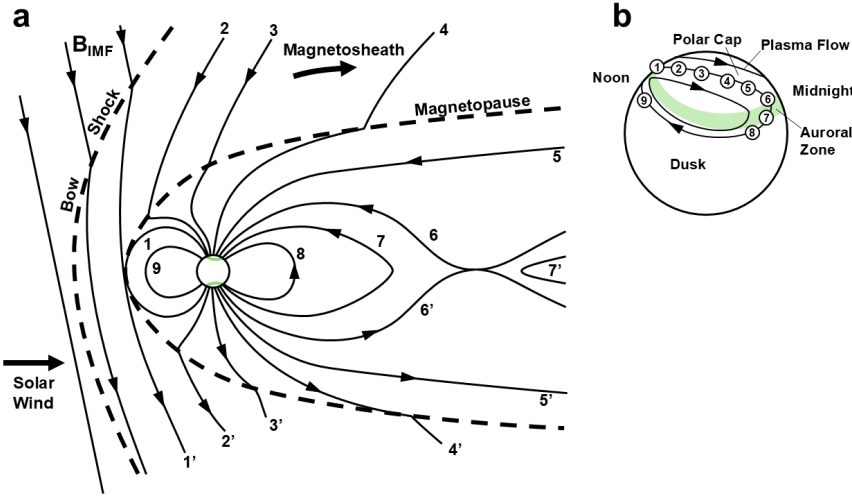 a
B_IMF
Bow
Shock
Solar
Wind
2
3
Magnetosheath
4
Magnetopause
5
6
7
8
1
9
6'
7'
5'
4'
3'
2'
1'
b
Polar Cap
Plasma Flow
Noon
Midnight
1
2
3
4
5
6
7
8
9
Auroral
Zone
Dusk